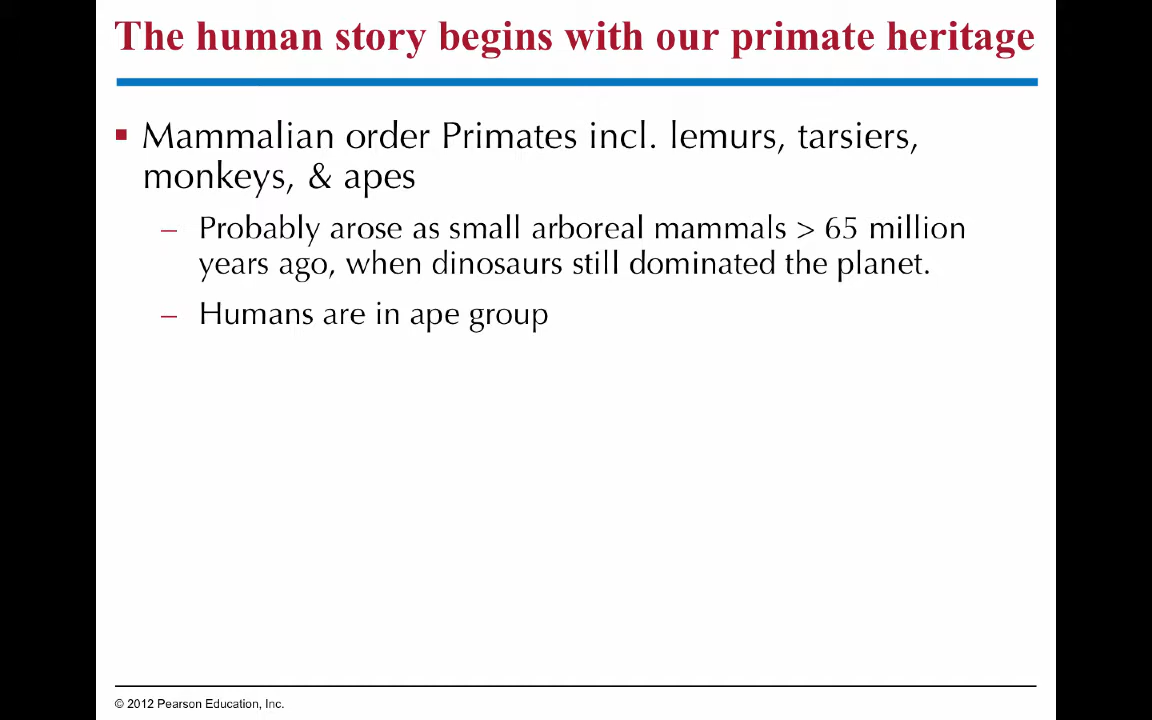 The human story begins with our primate heritage
▪ Mammalian order Primates incl. lemurs, tarsiers,
monkeys, & apes
– Probably arose as small arboreal mammals > 65 million
years ago, when dinosaurs still dominated the planet.
– Humans are in ape group
© 2012 Pearson Education, Inc.